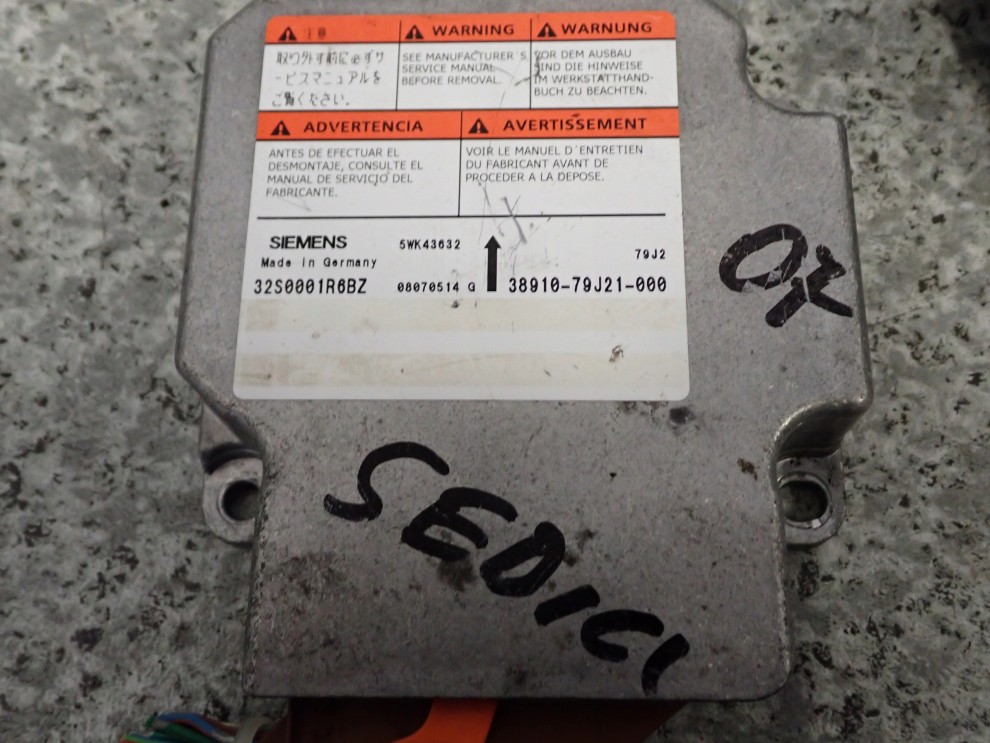 WARNING
WARNUNG
取り外す前に必ずサ
ービスマニュアルを
ご覧ください。
SEE MANUFACTURER'S
SERVICE MANUAL
BEFORE REMOVAL.
VOR DEM AUSBAU
SIND DIE HINWEISE
IM WERKSTATTHAND-
BUCH ZU BEACHTEN.
ADVERTENCIA
AVERTISSEMENT
ANTES DE EFECTUAR EL
DESMONTAJE, CONSULTE EL
MANUAL DE SERVICIO DEL
FABRICANTE.
VOIR LE MANUEL D'ENTRETIEN
DU FABRICANT AVANT DE
PROCEDER A LA DEPOSE.
SIEMENS
5WK43632
79J2
Made in Germany
32S0001R6BZ
08070514 G
38910-79J21-000
OK
SEDICI